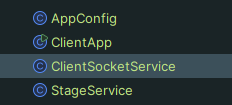 AppConfig
ClientApp
ClientSocketService
StageService